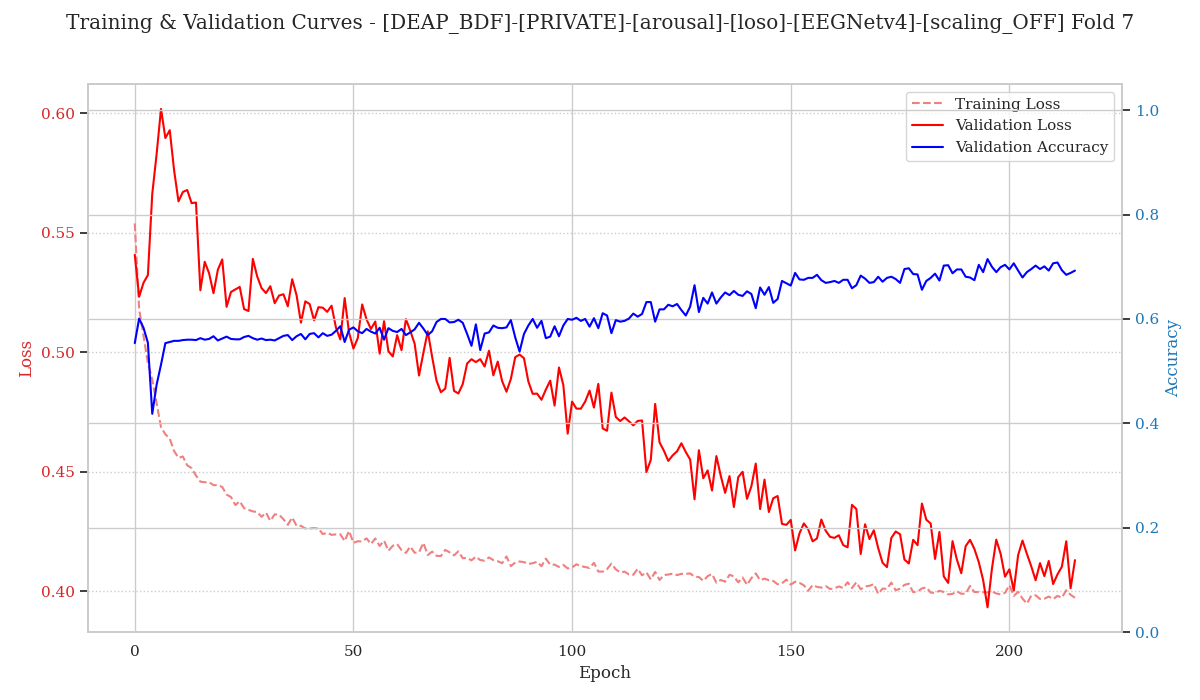 Training & Validation Curves - [DEAP_BDF]-[PRIVATE]-[arousal]-[loso]-[EEGNetv4]-[scaling_OFF] Fold 7
Training Loss
Validation Loss
Validation Accuracy
Loss
0.60
0.55
0.50
0.45
0.40
1.0
0.8
0.6
0.4
0.2
0.0
Accuracy
0
50
100
150
200
Epoch